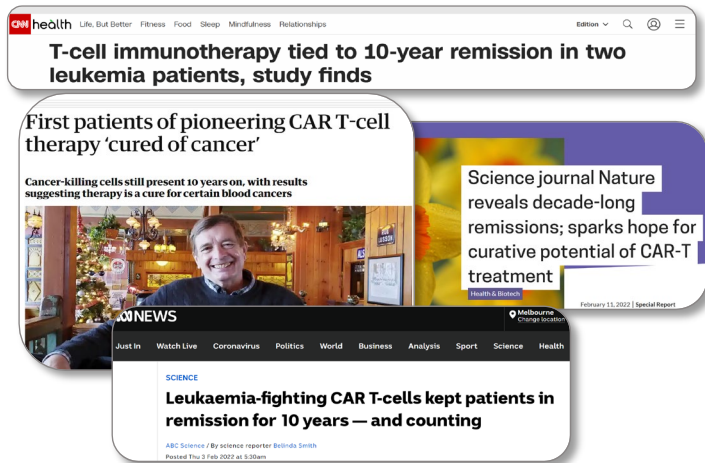 CNN health Life, But Better Fitness Food Sleep Mindfulness Relationships Edition
T-cell immunotherapy tied to 10-year remission in two
leukemia patients, study finds
First patients of pioneering CAR T-cell
therapy ‘cured of cancer’
Cancer-killing cells still present 10 years on, with results
suggesting therapy is a cure for certain blood cancers
Science journal Nature
reveals decade-long
remissions; sparks hope for
curative potential of CAR-T
treatment
Health & Biotech
February 11, 2022 | Special Report
NEWS
Melbourne
Change location
Just In Watch Live Coronavirus Politics World Business Analysis Sport Science Health
SCIENCE
Leukaemia-fighting CAR T-cells kept patients in
remission for 10 years — and counting
ABC Science / By science reporter Belinda Smith
Posted Thu 3 Feb 2022 at 5:30am